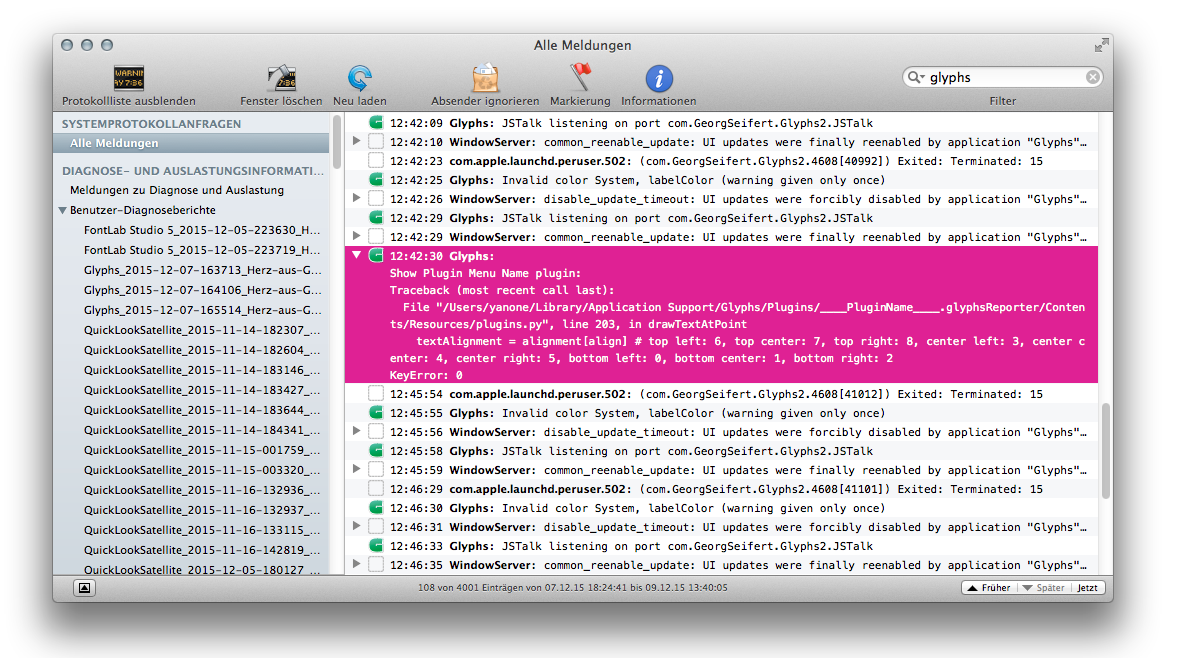 Alle Meldungen
WARNIN
AY 7:36
7:36
Protokollliste ausblenden
Fenster löschen
Neu laden
Absender ignorieren
Markierung
Informationen
glyphs
Filter
SYSTEMPROTOKOLLANFRAGEN
Alle Meldungen
DIAGNOSE- UND AUSLASTUNGSINFORMATI...
Meldungen zu Diagnose und Auslastung
Benutzer-Diagnoseberichte
FontLab Studio 5_2015-12-05-223630_H...
FontLab Studio 5_2015-12-05-223719_H...
Glyphs_2015-12-07-163713_Herz-aus-G...
Glyphs_2015-12-07-164106_Herz-aus-G...
Glyphs_2015-12-07-165514_Herz-aus-G...
QuickLookSatellite_2015-11-14-182307_...
QuickLookSatellite_2015-11-14-182604_...
QuickLookSatellite_2015-11-14-183146_...
QuickLookSatellite_2015-11-14-183427_...
QuickLookSatellite_2015-11-14-183644_...
QuickLookSatellite_2015-11-14-184341_...
QuickLookSatellite_2015-11-15-001759_...
QuickLookSatellite_2015-11-15-003320_...
QuickLookSatellite_2015-11-16-132936_...
QuickLookSatellite_2015-11-16-132937_...
QuickLookSatellite_2015-11-16-133115_...
QuickLookSatellite_2015-11-16-142819_...
QuickLookSatellite_2015-12-05-180127_...
12:42:09 Glyphs: JSTalk listening on port com.GeorgSeifert.Glyphs2.JSTalk
12:42:10 WindowServer: common_reenable_update: UI updates were finally reenabled by application "Glyphs"…
12:42:23 com.apple.launchd.peruser.502: (com.GeorgSeifert.Glyphs2.4608[40992]) Exited: Terminated: 15
12:42:25 Glyphs: Invalid color System, labelColor (warning given only once)
12:42:26 WindowServer: disable_update_timeout: UI updates were forcibly disabled by application "Glyphs"…
12:42:29 Glyphs: JSTalk listening on port com.GeorgSeifert.Glyphs2.JSTalk
12:42:29 WindowServer: common_reenable_update: UI updates were finally reenabled by application "Glyphs"…
12:42:30 Glyphs:
Show Plugin Menu Name plugin:
Traceback (most recent call last):
File "/Users/yanone/Library/Application Support/Glyphs/Plugins/____PluginName____.glyphsReporter/Conten
ts/Resources/plugins.py", line 203, in drawTextAtPoint
textAlignment = alignment[align] # top left: 6, top center: 7, top right: 8, center left: 3, center c
enter: 4, center right: 5, bottom left: 0, bottom center: 1, bottom right: 2
KeyError: 0
12:45:54 com.apple.launchd.peruser.502: (com.GeorgSeifert.Glyphs2.4608[41012]) Exited: Terminated: 15
12:45:55 Glyphs: Invalid color System, labelColor (warning given only once)
12:45:56 WindowServer: disable_update_timeout: UI updates were forcibly disabled by application "Glyphs"…
12:45:58 Glyphs: JSTalk listening on port com.GeorgSeifert.Glyphs2.JSTalk
12:45:59 WindowServer: common_reenable_update: UI updates were finally reenabled by application "Glyphs"…
12:46:29 com.apple.launchd.peruser.502: (com.GeorgSeifert.Glyphs2.4608[41101]) Exited: Terminated: 15
12:46:30 Glyphs: Invalid color System, labelColor (warning given only once)
12:46:31 WindowServer: disable_update_timeout: UI updates were forcibly disabled by application "Glyphs"…
12:46:33 Glyphs: JSTalk listening on port com.GeorgSeifert.Glyphs2.JSTalk
12:46:35 WindowServer: common_reenable_update: UI updates were finally reenabled by application "Glyphs"…
108 von 4001 Einträgen von 07.12.15 18:24:41 bis 09.12.15 13:40:05
Früher
Später
Jetzt